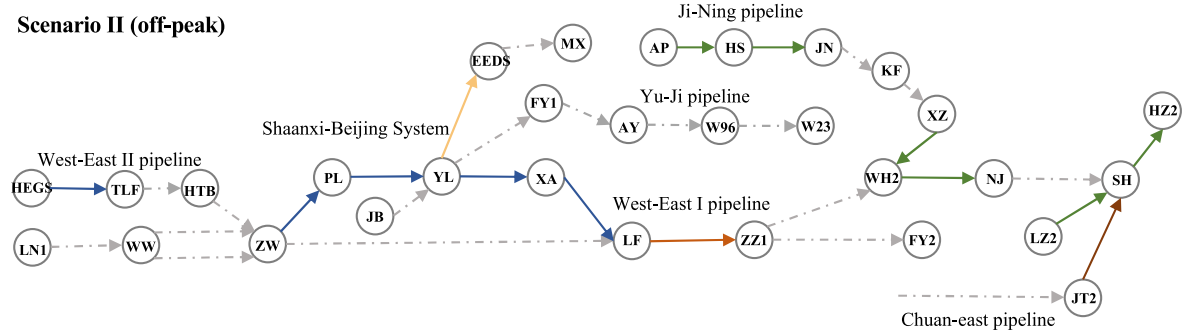 Scenario II (off-peak)
Ji-Ning pipeline
MX
AP
HS
JN
EEDS
KF
FY1
Yu-Ji pipeline
XZ
HZ2
Shaanxi-Beijing System
AY
W96
W23
West-East II pipeline
HEGS
TLF
HTB
PL
YL
XA
WH2
NJ
SH
JB
West-East I pipeline
LN1
WW
ZW
LF
ZZ1
FY2
LZ2
JT2
Chuan-east pipeline